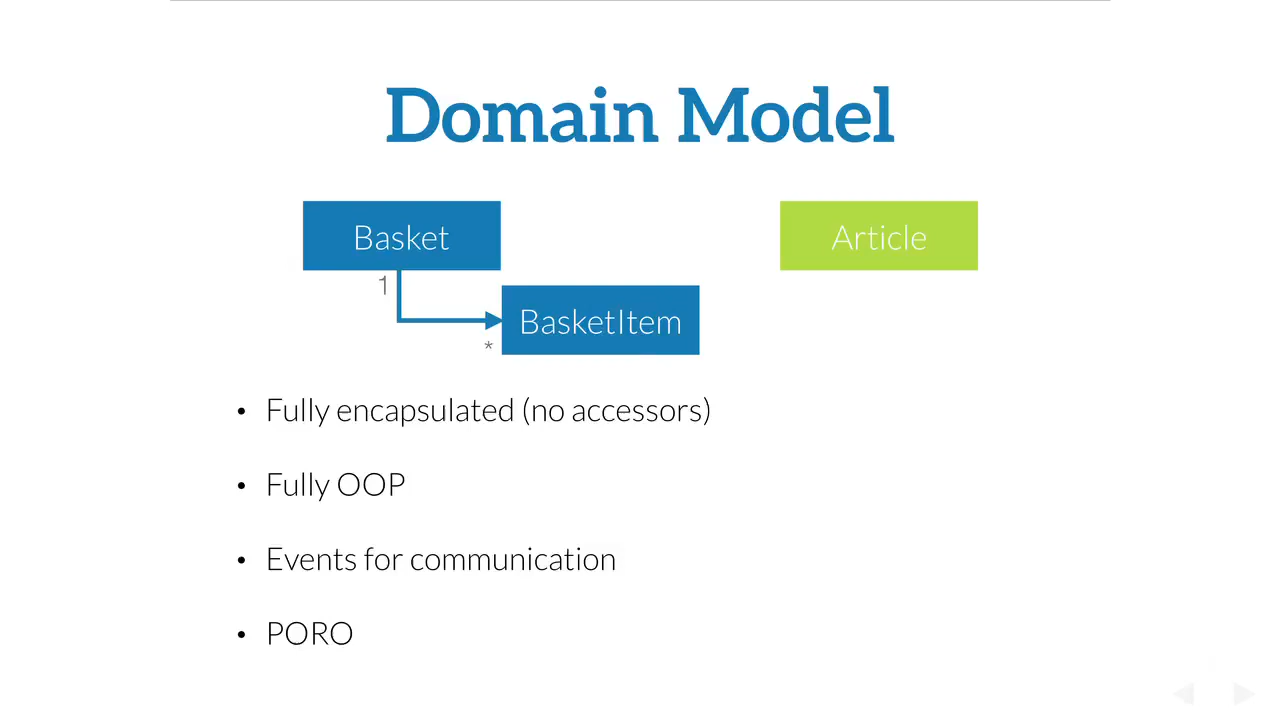 Domain Model
Basket
Article
1
BasketItem
*
• Fully encapsulated (no accessors)
• Fully OOP
• Events for communication
• PORO